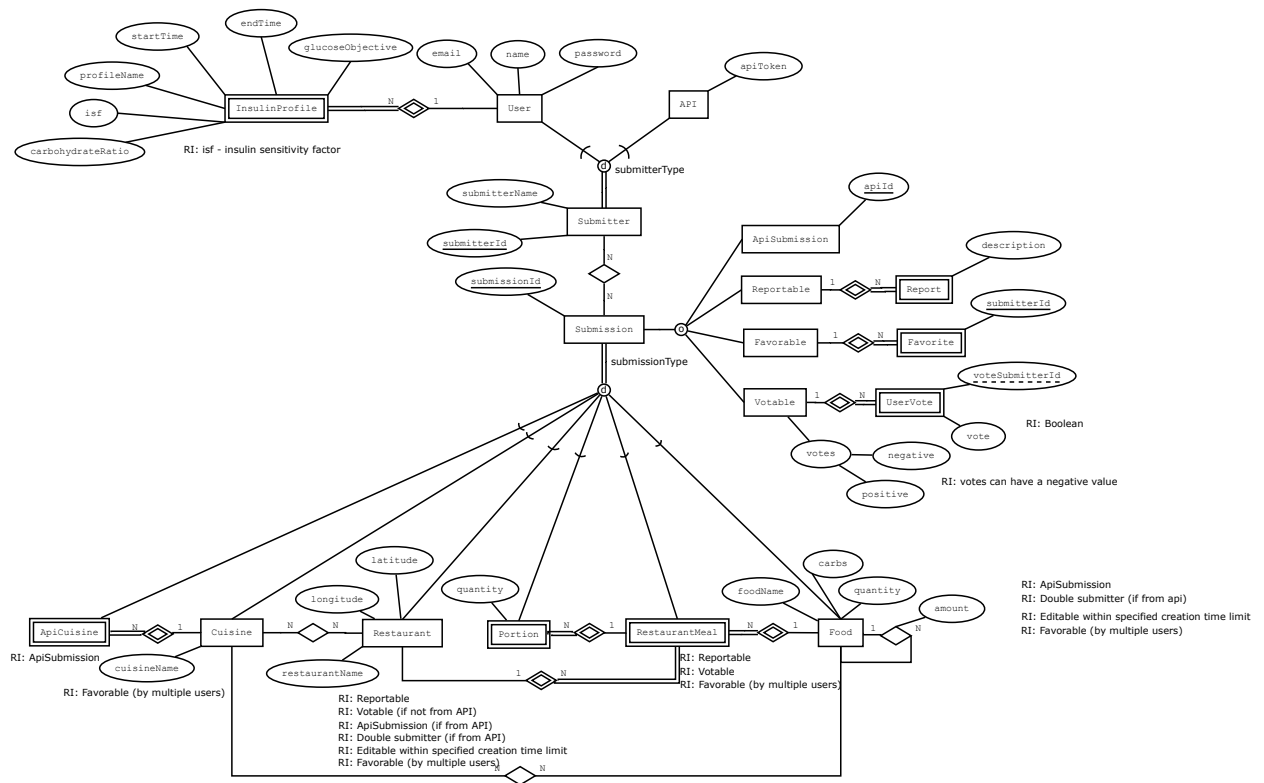 endTime
startTime
glucoseObjective
email
name
password
apiToken
profileName
InsulinProfile
N
1
User
API
isf
carbohydrateRatio
RI: isf - insulin sensitivity factor
d
submitterType
submitterName
Submitter
submitterId
apiId
ApiSubmission
description
N
submissionId
N
Reportable
1
N
Report
submitterId
Submission
o
Favorable
1
N
Favorite
submissionType
d
voteSubmitterId
Votable
1
N
UserVote
RI: Boolean
vote
votes
negative
RI: votes can have a negative value
positive
latitude
carbs
longitude
quantity
foodName
quantity
amount
RI: ApiSubmission
RI: Double submitter (if from api)
RI: Editable within specified creation time limit
RI: Favorable (by multiple users)
ApiCuisine
N
1
Cuisine
N
N
Restaurant
Portion
N
1
RestaurantMeal
N
1
Food
1
N
RI: ApiSubmission
cuisineName
restaurantName
1
N
RI: Reportable
RI: Votable
RI: Favorable (by multiple users)
RI: Favorable (by multiple users)
RI: Reportable
RI: Votable (if not from API)
RI: ApiSubmission (if from API)
RI: Double submitter (if from API)
RI: Editable within specified creation time limit
RI: Favorable (by multiple users)
N
N